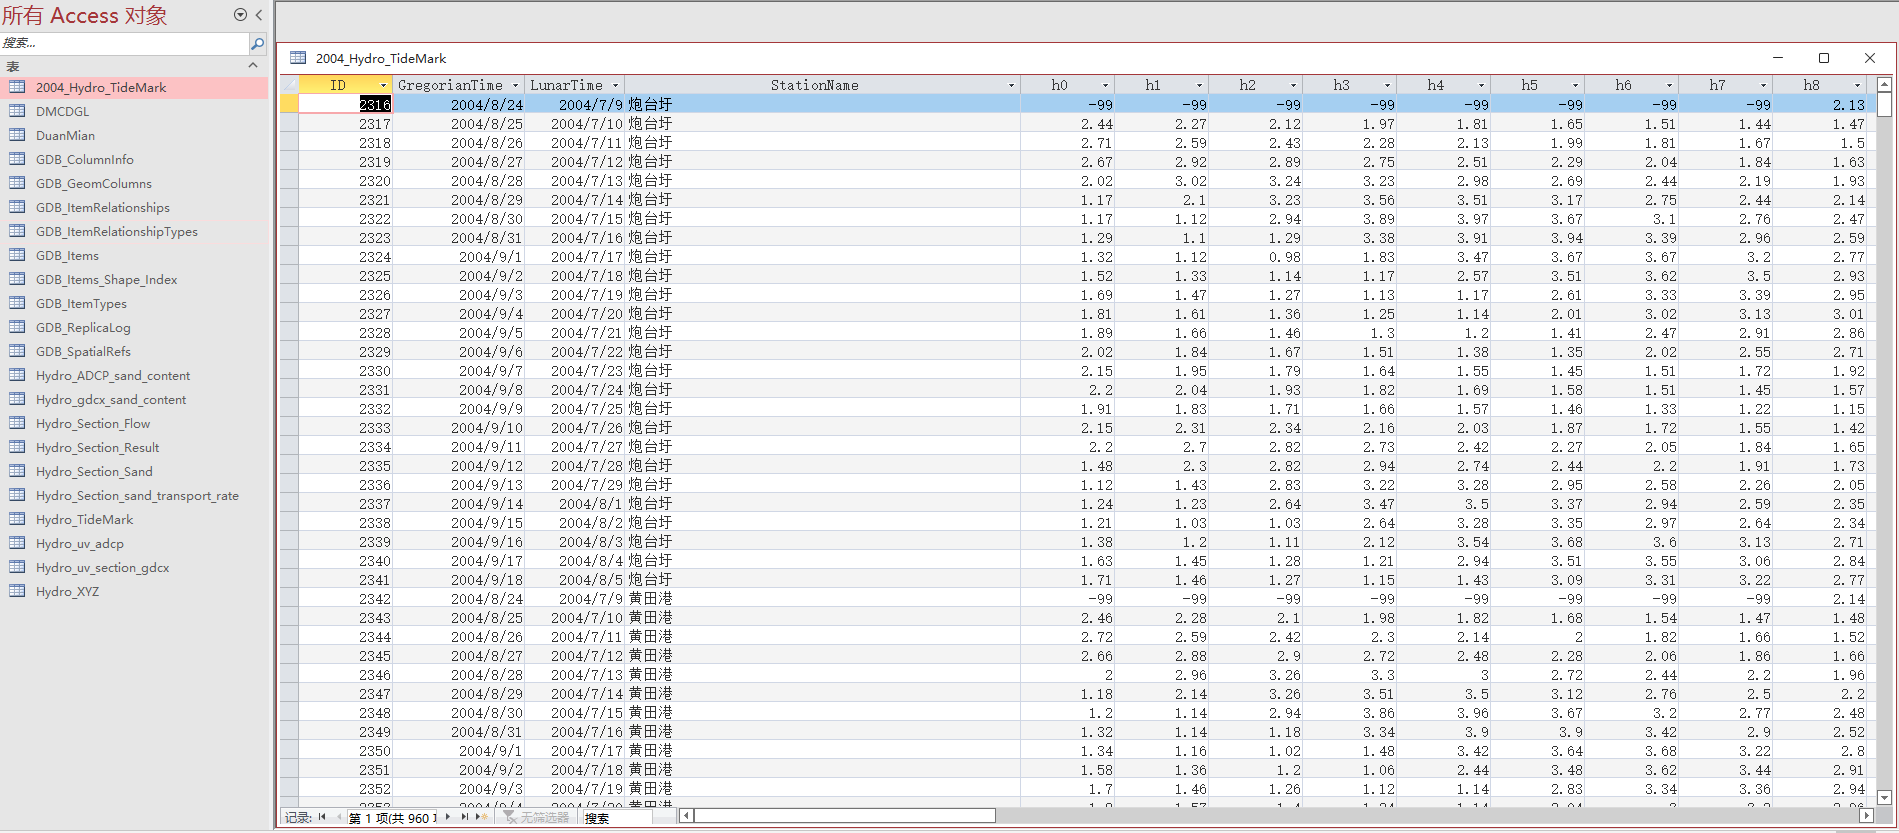 所有 Access 对象
搜索...
表
2004_Hydro_TideMark
DMCDGL
DuanMian
GDB_ColumnInfo
GDB_GeomColumns
GDB_ItemRelationships
GDB_ItemRelationshipTypes
GDB_Items
GDB_Items_Shape_Index
GDB_ItemTypes
GDB_ReplicaLog
GDB_SpatialRefs
Hydro_ADCP_sand_content
Hydro_gdcx_sand_content
Hydro_Section_Flow
Hydro_Section_Result
Hydro_Section_Sand
Hydro_Section_sand_transport_rate
Hydro_TideMark
Hydro_uv_adcp
Hydro_uv_section_gdcx
Hydro_XYZ
2004_Hydro_TideMark
ID GregorianTime LunarTime StationName h0 h1 h2 h3 h4 h5 h6 h7 h8
2316 2004/8/24 2004/7/9 炮台圩 -99 -99 -99 -99 -99 -99 -99 -99 2.13
2317 2004/8/25 2004/7/10 炮台圩 2.44 2.27 2.12 1.97 1.81 1.65 1.51 1.44 1.47
2318 2004/8/26 2004/7/11 炮台圩 2.71 2.59 2.43 2.28 2.13 1.99 1.81 1.67 1.5
2319 2004/8/27 2004/7/12 炮台圩 2.67 2.92 2.89 2.75 2.51 2.29 2.04 1.84 1.63
2320 2004/8/28 2004/7/13 炮台圩 2.02 3.02 3.24 3.23 2.98 2.69 2.44 2.19 1.93
2321 2004/8/29 2004/7/14 炮台圩 1.17 2.1 3.23 3.56 3.51 3.17 2.75 2.44 2.14
2322 2004/8/30 2004/7/15 炮台圩 1.17 1.12 2.94 3.89 3.97 3.67 3.1 2.76 2.47
2323 2004/8/31 2004/7/16 炮台圩 1.29 1.1 1.29 3.38 3.91 3.94 3.39 2.96 2.59
2324 2004/9/1 2004/7/17 炮台圩 1.32 1.12 0.98 1.83 3.47 3.67 3.67 3.2 2.77
2325 2004/9/2 2004/7/18 炮台圩 1.52 1.33 1.14 1.17 2.57 3.51 3.62 3.5 2.93
2326 2004/9/3 2004/7/19 炮台圩 1.69 1.47 1.27 1.13 1.17 2.61 3.33 3.39 2.95
2327 2004/9/4 2004/7/20 炮台圩 1.81 1.61 1.36 1.25 1.14 2.01 3.02 3.13 3.01
2328 2004/9/5 2004/7/21 炮台圩 1.89 1.66 1.46 1.3 1.2 1.41 2.47 2.91 2.86
2329 2004/9/6 2004/7/22 炮台圩 2.02 1.84 1.67 1.51 1.38 1.35 2.02 2.55 2.71
2330 2004/9/7 2004/7/23 炮台圩 2.15 1.95 1.79 1.64 1.55 1.45 1.51 1.72 1.92
2331 2004/9/8 2004/7/24 炮台圩 2.2 2.04 1.93 1.82 1.69 1.58 1.51 1.45 1.57
2332 2004/9/9 2004/7/25 炮台圩 1.91 1.83 1.71 1.66 1.57 1.46 1.33 1.22 1.15
2333 2004/9/10 2004/7/26 炮台圩 2.15 2.31 2.34 2.16 2.03 1.87 1.72 1.55 1.42
2334 2004/9/11 2004/7/27 炮台圩 2.2 2.7 2.82 2.73 2.42 2.27 2.05 1.84 1.65
2335 2004/9/12 2004/7/28 炮台圩 1.48 2.3 2.82 2.94 2.74 2.44 2.2 1.91 1.73
2336 2004/9/13 2004/7/29 炮台圩 1.12 1.43 2.83 3.22 3.28 2.95 2.58 2.26 2.05
2337 2004/9/14 2004/8/1 炮台圩 1.24 1.23 2.64 3.47 3.5 3.37 2.94 2.59 2.35
2338 2004/9/15 2004/8/2 炮台圩 1.21 1.03 1.03 2.64 3.28 3.35 2.97 2.64 2.34
2339 2004/9/16 2004/8/3 炮台圩 1.38 1.2 1.11 2.12 3.54 3.68 3.6 3.13 2.71
2340 2004/9/17 2004/8/4 炮台圩 1.63 1.45 1.28 1.21 2.94 3.51 3.55 3.06 2.84
2341 2004/9/18 2004/8/5 炮台圩 1.71 1.46 1.27 1.15 1.43 3.09 3.31 3.22 2.77
2342 2004/8/24 2004/7/9 黄田港 -99 -99 -99 -99 -99 -99 -99 -99 2.14
2343 2004/8/25 2004/7/10 黄田港 2.46 2.28 2.1 1.98 1.82 1.68 1.54 1.47 1.48
2344 2004/8/26 2004/7/11 黄田港 2.72 2.59 2.42 2.3 2.14 2 1.82 1.66 1.52
2345 2004/8/27 2004/7/12 黄田港 2.66 2.88 2.9 2.72 2.48 2.28 2.06 1.86 1.66
2346 2004/8/28 2004/7/13 黄田港 2 2.96 3.26 3.3 3 2.72 2.44 2.2 1.96
2347 2004/8/29 2004/7/14 黄田港 1.18 2.14 3.26 3.51 3.5 3.12 2.76 2.5 2.2
2348 2004/8/30 2004/7/15 黄田港 1.2 1.14 2.94 3.86 3.96 3.67 3.2 2.77 2.48
2349 2004/8/31 2004/7/16 黄田港 1.32 1.14 1.18 3.34 3.9 3.9 3.42 2.9 2.52
2350 2004/9/1 2004/7/17 黄田港 1.34 1.16 1.02 1.48 3.42 3.64 3.68 3.22 2.8
2351 2004/9/2 2004/7/18 黄田港 1.58 1.36 1.2 1.06 2.44 3.48 3.62 3.44 2.91
2352 2004/9/3 2004/7/19 黄田港 1.7 1.46 1.26 1.12 1.14 2.83 3.34 3.36 2.94
记录: 第 1 项(共 960 无筛选器 搜索